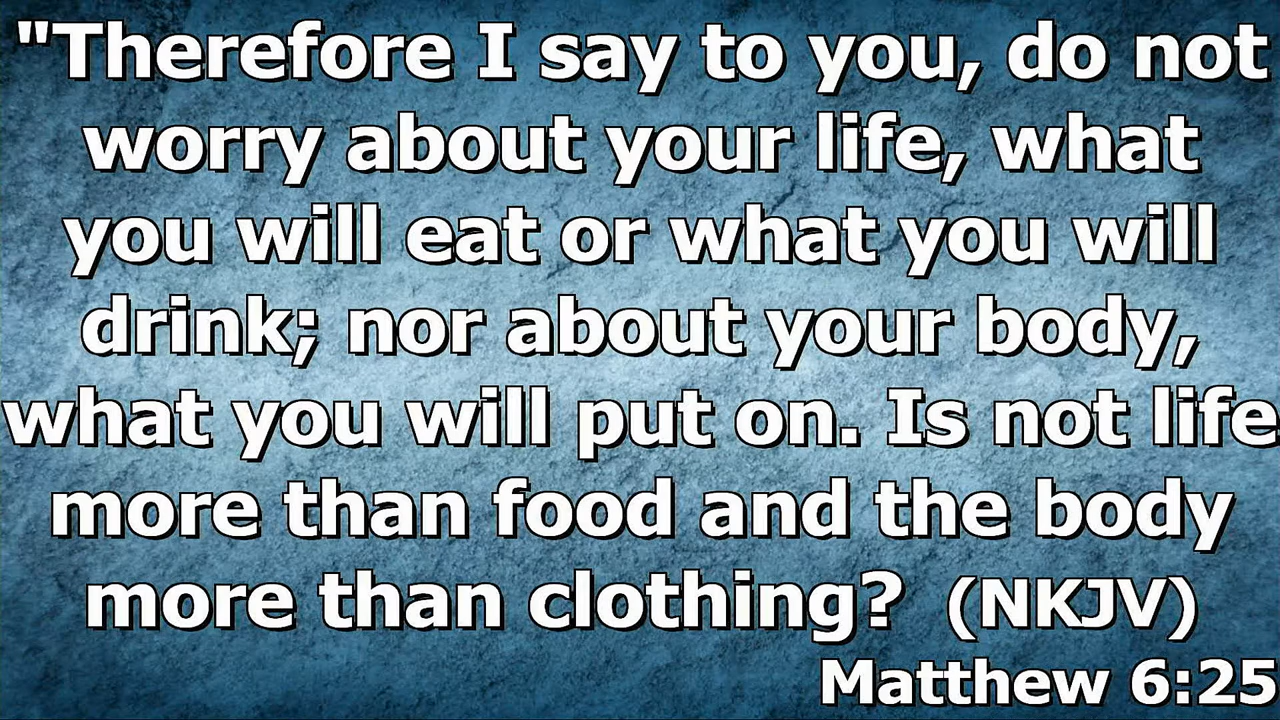 "Therefore I say to you, do not
worry about your life, what
you will eat or what you will
drink; nor about your body,
what you will put on. Is not life
more than food and the body
more than clothing?  (NKJV)
Matthew 6:25